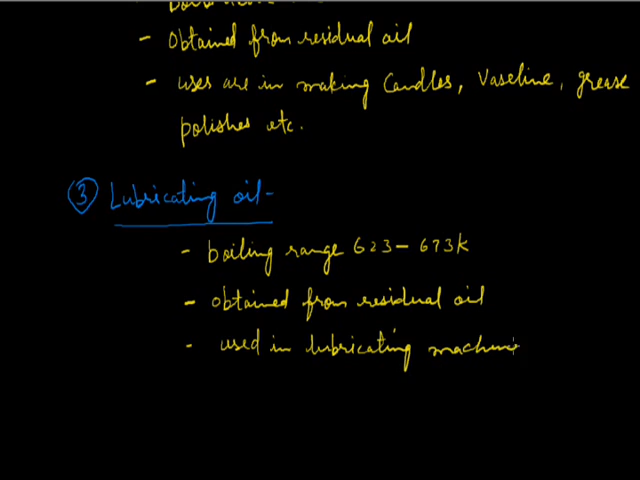 - Obtained from residual oil
- uses are in making Candles, Vaseline, grease
polishes etc.
③ Lubricating oil-
- boiling range 623 - 673k
- obtained from residual oil
- used in lubricating machine